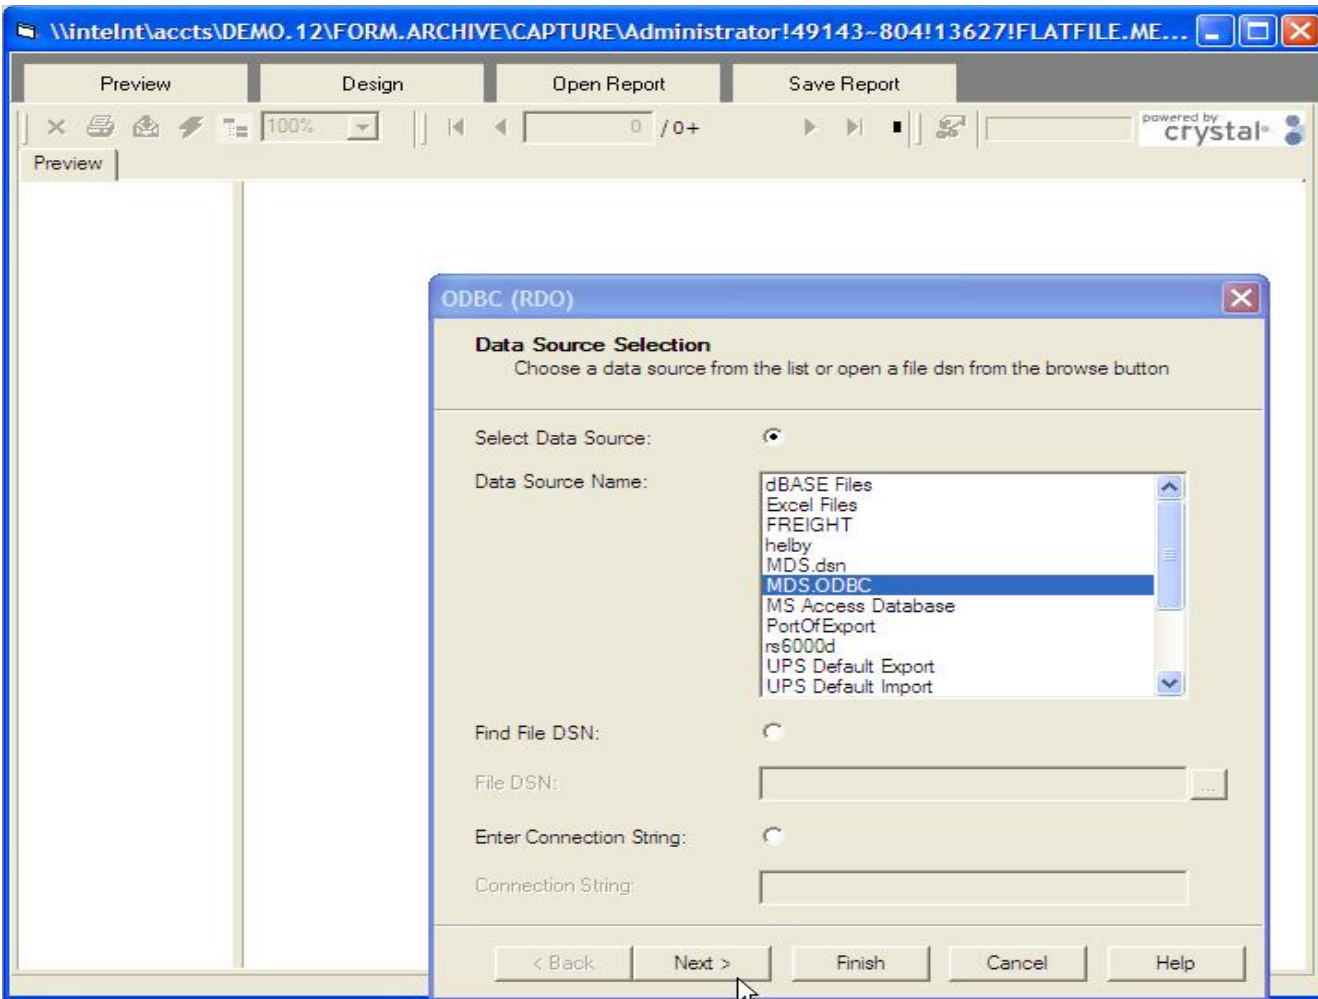 \\intelnt\accts\DEMO.12\FORM.ARCHIVE\CAPTURE\Administrator!49143~804!13627!FLATFILE.ME...
Preview Design Open Report Save Report
100% 0 / 0+ powered by crystal
Preview
ODBC (RDO)
Data Source Selection
Choose a data source from the list or open a file dsn from the browse button
Select Data Source:
Data Source Name:
dBASE Files
Excel Files
FREIGHT
helby
MDS.dsn
MDS.ODBC
MS Access Database
PortOfExport
rs6000d
UPS Default Export
UPS Default Import
Find File DSN:
File DSN: ...
Enter Connection String:
Connection String:
< Back Next > Finish Cancel Help